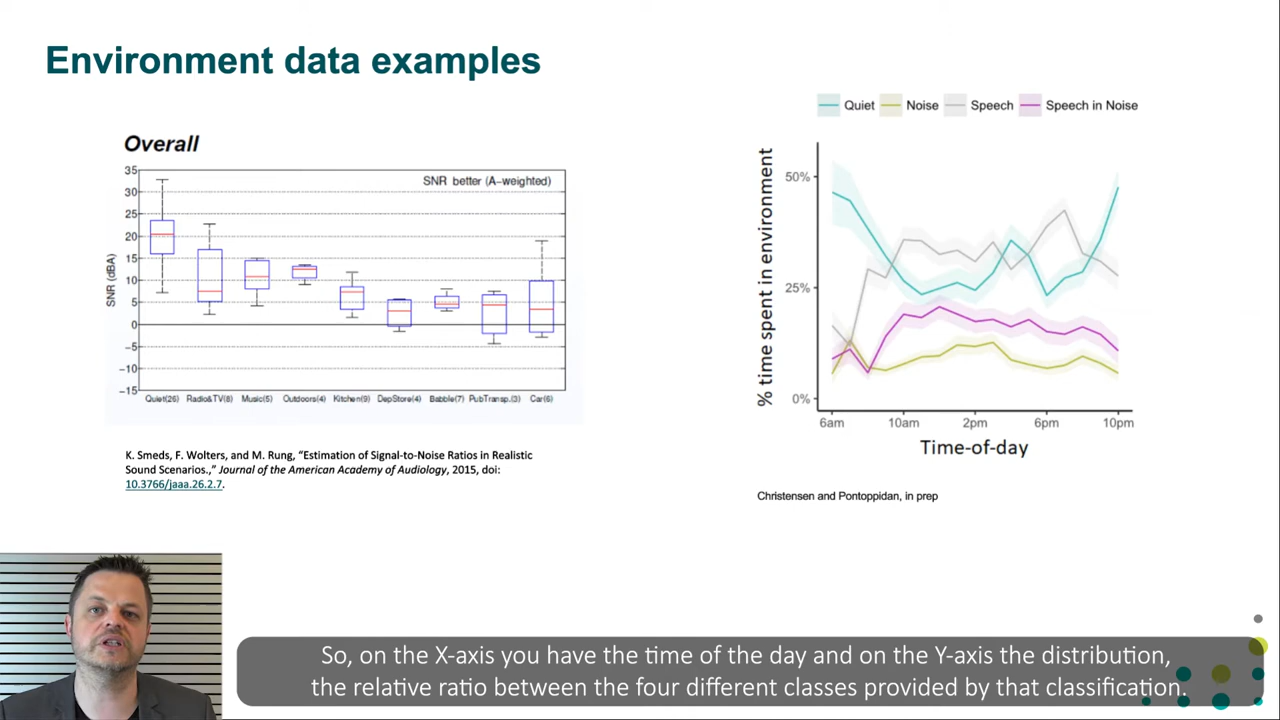 Environment data examples
Overall
SNR better (A-weighted)
SNR (dBA)
35
30
25
20
15
10
5
0
−5
−10
−15
Quiet(26) Radio&TV(8) Music(5) Outdoors(4) Kitchen(9) DepStore(4) Babble(7) PubTransp.(3) Car(6)
K. Smeds, F. Wolters, and M. Rung, “Estimation of Signal-to-Noise Ratios in Realistic
Sound Scenarios.,” Journal of the American Academy of Audiology, 2015, doi:
10.3766/jaaa.26.2.7.
Quiet Noise Speech Speech in Noise
% time spent in environment
50%
25%
0%
6am 10am 2pm 6pm 10pm
Time-of-day
Christensen and Pontoppidan, in prep
So, on the X-axis you have the time of the day and on the Y-axis the distribution,
the relative ratio between the four different classes provided by that classification.